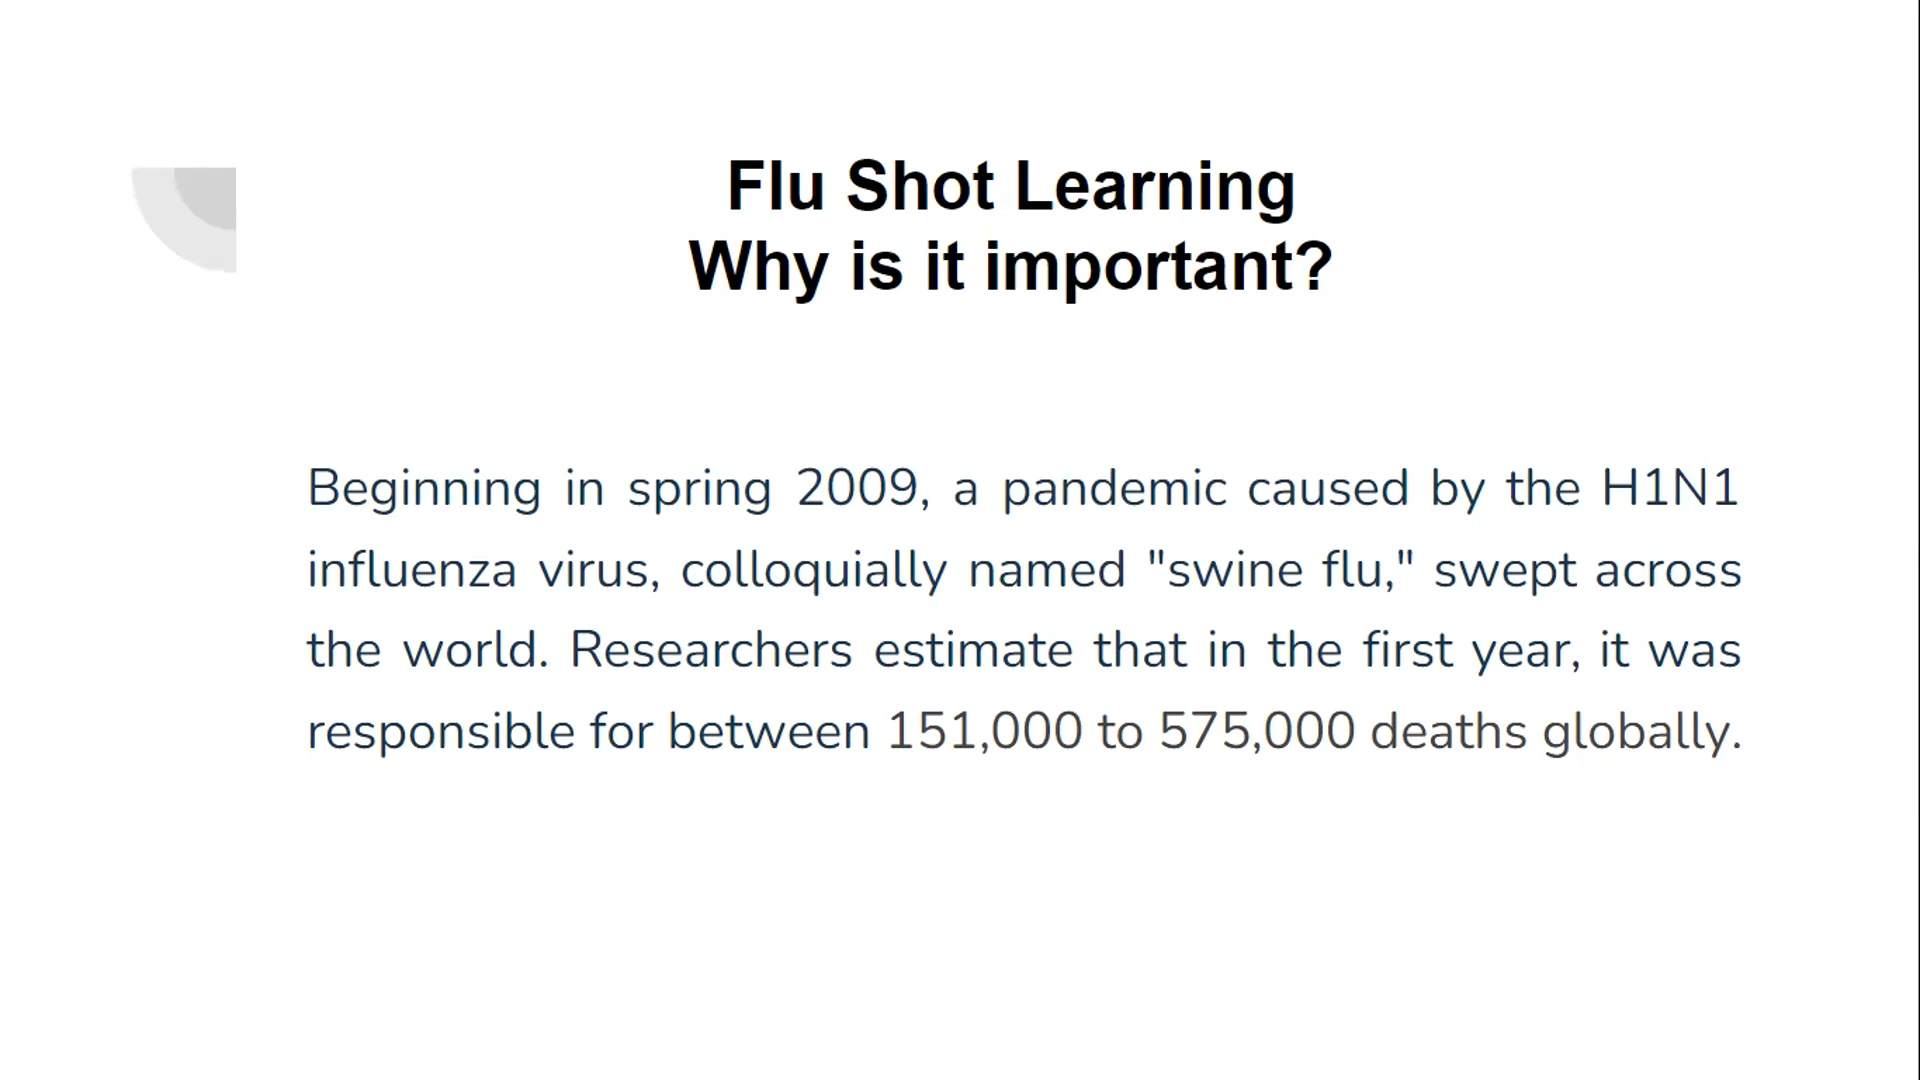 Flu Shot Learning
Why is it important?
Beginning in spring 2009, a pandemic caused by the H1N1
influenza virus, colloquially named "swine flu," swept across
the world. Researchers estimate that in the first year, it was
responsible for between 151,000 to 575,000 deaths globally.